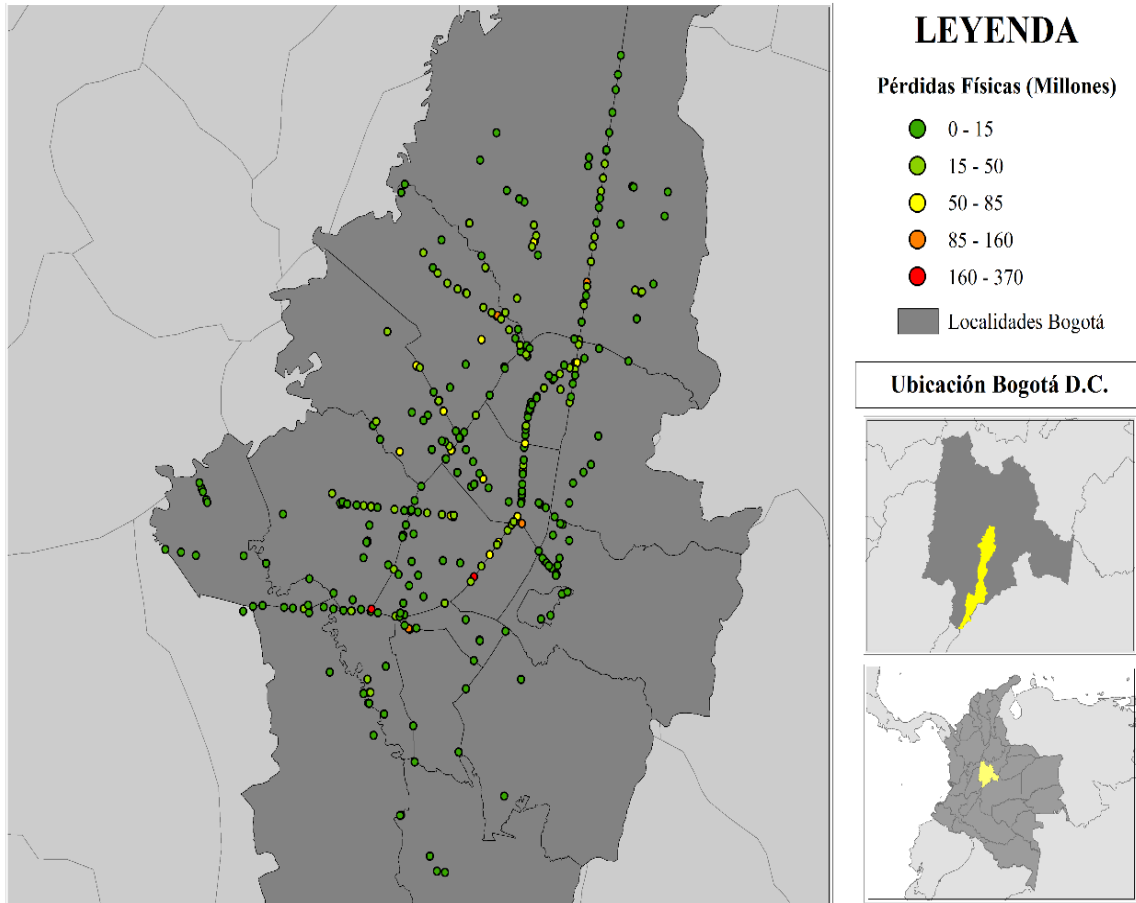 LEYENDA
Pérdidas Físicas (Millones)
0 - 15
15 - 50
50 - 85
85 - 160
160 - 370
Localidades Bogotá
Ubicación Bogotá D.C.